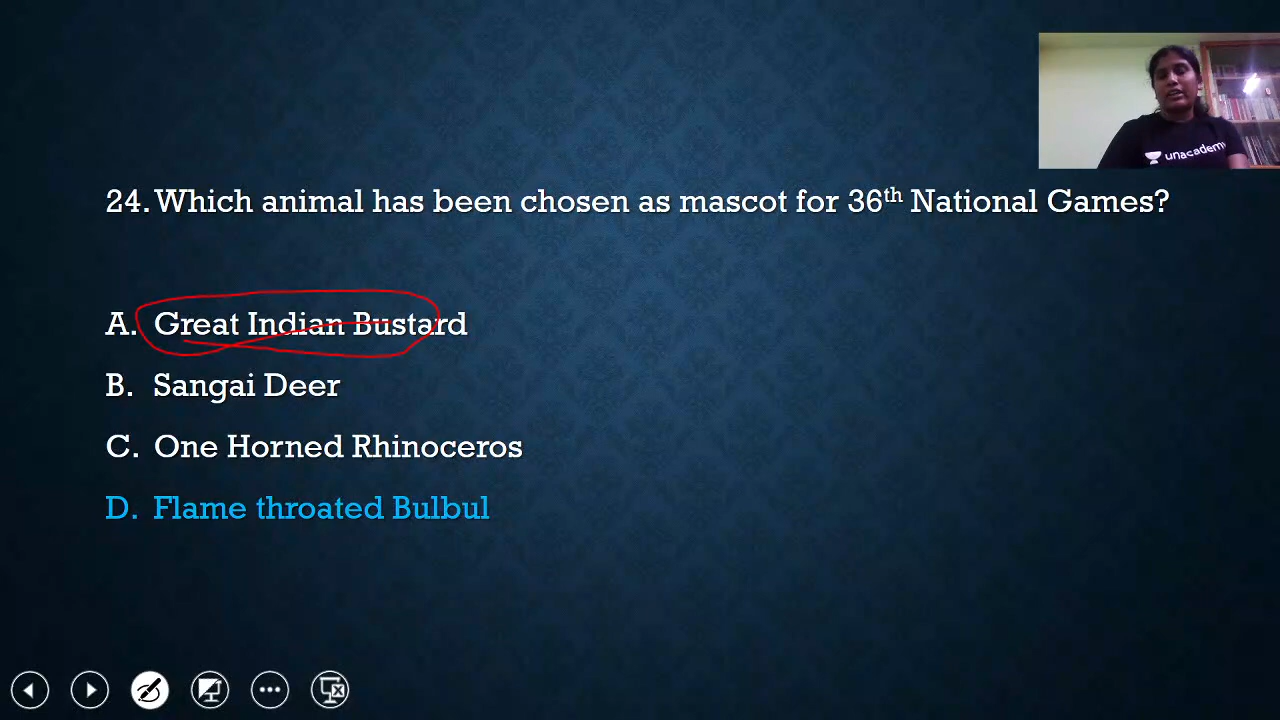 unacademy
24. Which animal has been chosen as mascot for 36th National Games?
A. Great Indian Bustard
B. Sangai Deer
C. One Horned Rhinoceros
D. Flame throated Bulbul